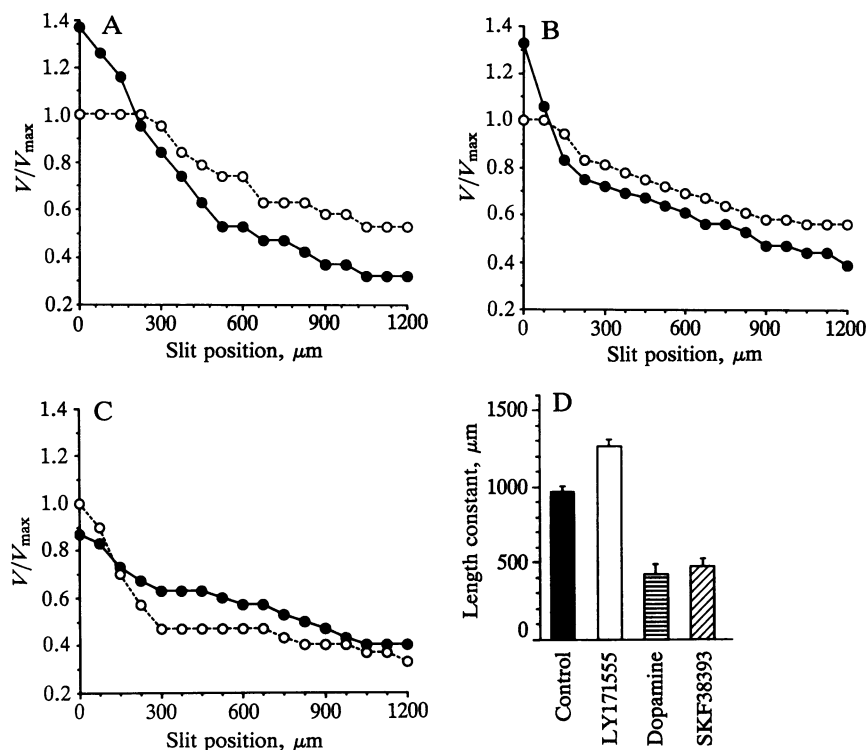 A
1.4
1.2
1.0
0.8
0.6
0.4
0.2
V/Vmax
0
300
600
900
1200
Slit position, μm
B
1.4
1.2
1.0
0.8
0.6
0.4
0.2
V/Vmax
0
300
600
900
1200
Slit position, μm
C
1.4
1.2
1.0
0.8
0.6
0.4
0.2
V/Vmax
0
300
600
900
1200
Slit position, μm
D
1500
1000
500
0
Length constant, μm
Control
LY171555
Dopamine
SKF38393